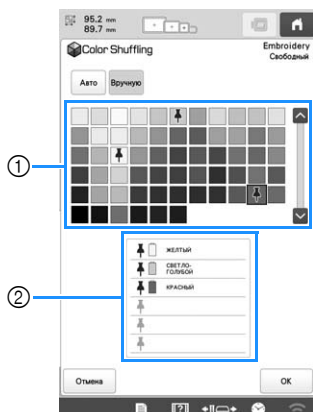 95.2 mm
89.7 mm
Color Shuffling
Embroidery
Свободный
Авто
Вручную
①
ЖЕЛТЫЙ
СВЕТЛО-
ГОЛУБОЙ
КРАСНЫЙ
②
Отмена
OK